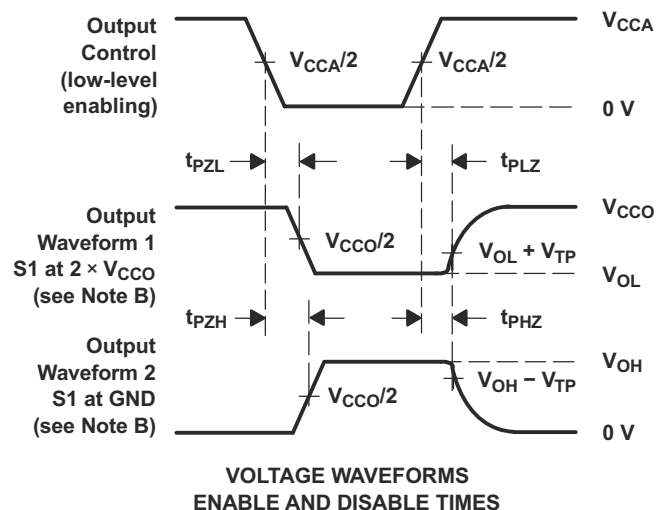 Output
Control
(low-level
enabling)
V_CCA/2
V_CCA/2
V_CCA
0 V
t_PZL
t_PLZ
Output
Waveform 1
S1 at 2 × V_CCO
(see Note B)
V_CCO/2
V_CCO
V_OL + V_TP
V_OL
t_PZH
t_PHZ
Output
Waveform 2
S1 at GND
(see Note B)
V_CCO/2
V_OH
V_OH − V_TP
0 V
VOLTAGE WAVEFORMS
ENABLE AND DISABLE TIMES